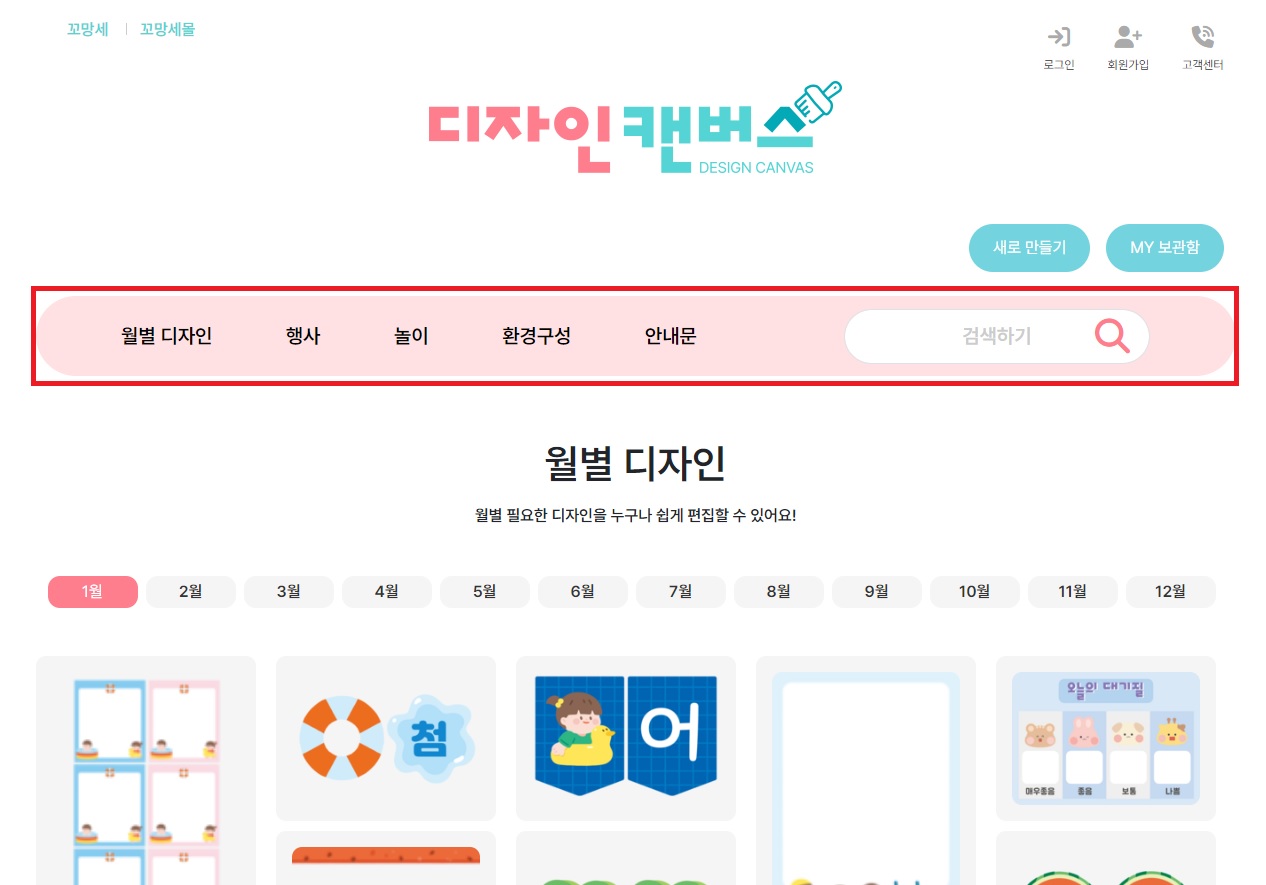 꼬망세 꼬망세몰
로그인 회원가입 고객센터
디자인 캔버스
DESIGN CANVAS
새로 만들기 MY 보관함
월별 디자인 행사 놀이 환경구성 안내문 검색하기
월별 디자인
월별 필요한 디자인을 누구나 쉽게 편집할 수 있어요!
1월 2월 3월 4월 5월 6월 7월 8월 9월 10월 11월 12월
첨 어
오늘의 대기질
매우좋음 좋음 보통 나쁨